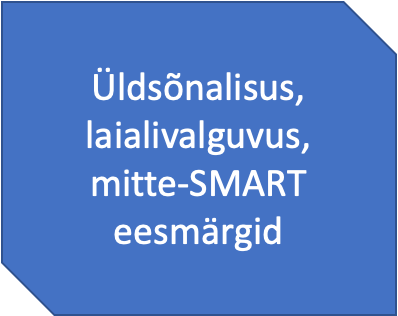 Üldsõnalisus,
laialivalguvus,
mitte-SMART
eesmärgid